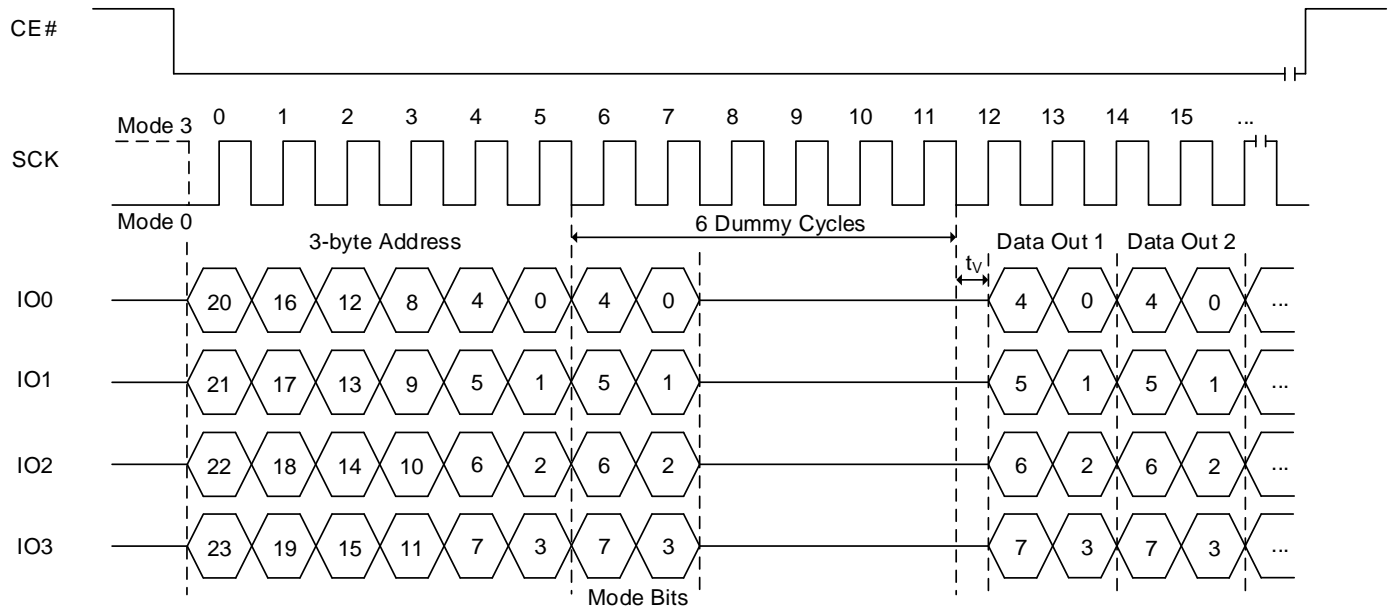 CE#
Mode 3
0 1 2 3 4 5 6 7 8 9 10 11 12 13 14 15 ...
SCK
Mode 0
6 Dummy Cycles
3-byte Address
Data Out 1 Data Out 2
tV
IO0 20 16 12 8 4 0 4 0 4 0 4 0 ...
IO1 21 17 13 9 5 1 5 1 5 1 5 1 ...
IO2 22 18 14 10 6 2 6 2 6 2 6 2 ...
IO3 23 19 15 11 7 3 7 3 7 3 7 3 ...
Mode Bits